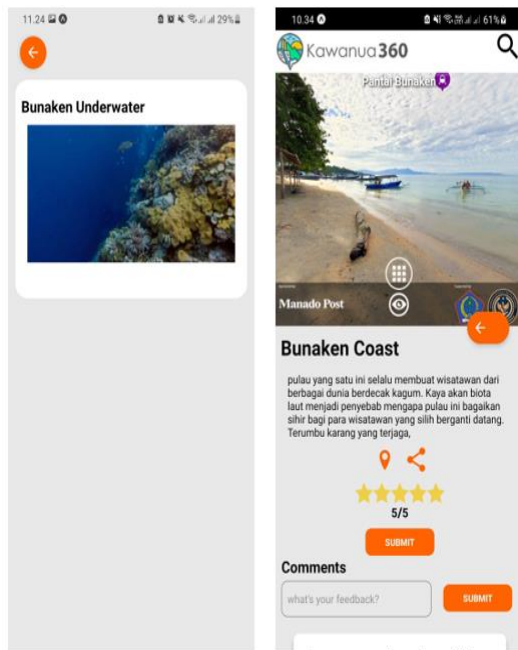 11.24
29%
Bunaken Underwater
10.34
61%
Kawanua360
Pantai Bunaken
Manado Post
Bunaken Coast
pulau yang satu ini selalu membuat wisatawan dari
berbagai dunia berdecak kagum. Kaya akan biota
laut menjadi penyebab mengapa pulau ini bagaikan
sihir bagi para wisatawan yang silih berganti datang.
Terumbu karang yang terjaga,
5/5
SUBMIT
Comments
what's your feedback?
SUBMIT